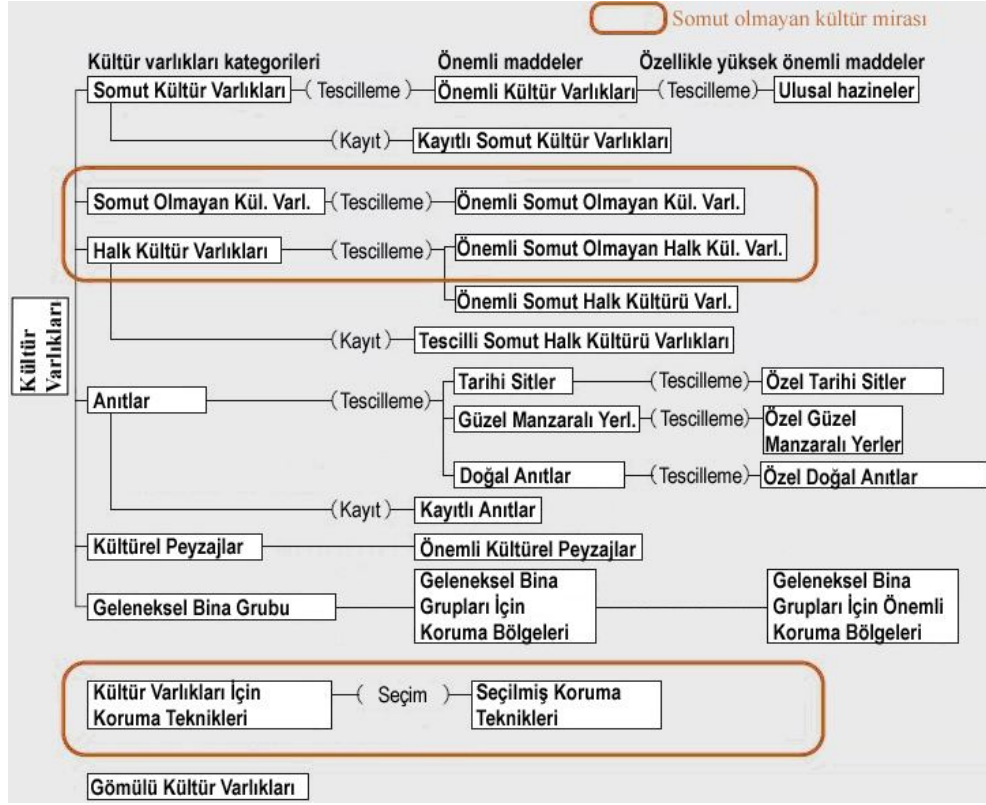 Somut olmayan kültür mirası
Kültür varlıkları kategorileri Önemli maddeler Özellikle yüksek önemli maddeler
Somut Kültür Varlıkları (Tescilleme) Önemli Kültür Varlıkları (Tescilleme) Ulusal hazineler
(Kayıt) Kayıtlı Somut Kültür Varlıkları
Somut Olmayan Kül. Varl. (Tescilleme) Önemli Somut Olmayan Kül. Varl.
Halk Kültür Varlıkları (Tescilleme) Önemli Somut Olmayan Halk Kül. Varl.
Önemli Somut Halk Kültürü Varl.
(Kayıt) Tescilli Somut Halk Kültürü Varlıkları
Kültür
Varlıkları
Anıtlar (Tescilleme) Tarihi Sitler (Tescilleme) Özel Tarihi Sitler
Güzel Manzaralı Yerl. (Tescilleme) Özel Güzel
Manzaralı Yerler
Doğal Anıtlar (Tescilleme) Özel Doğal Anıtlar
(Kayıt) Kayıtlı Anıtlar
Kültürel Peyzajlar Önemli Kültürel Peyzajlar
Geleneksel Bina Grubu
Geleneksel Bina
Grupları İçin
Koruma Bölgeleri
Geleneksel Bina
Grupları İçin Önemli
Koruma Bölgeleri
Kültür Varlıkları İçin
Koruma Teknikleri
( Seçim )
Seçilmiş Koruma
Teknikleri
Gömülü Kültür Varlıkları